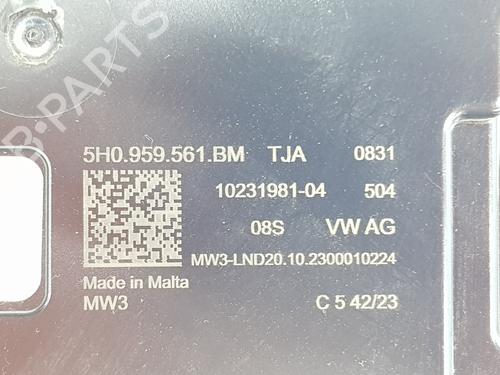 B-PARTS
5H0.959.561.BM TJA 0831
10231981-04 504
08S VW AG
MW3-LND20.10.2300010224
Made in Malta
MW3 C 5 42/23